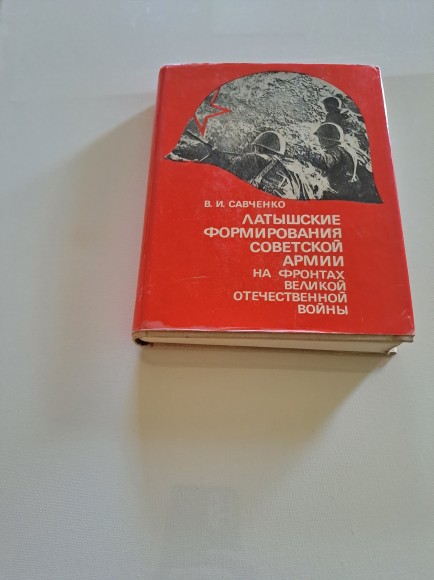 В. И. САВЧЕНКО
ЛАТЫШСКИЕ
ФОРМИРОВАНИЯ
СОВЕТСКОЙ
АРМИИ
НА ФРОНТАХ
ВЕЛИКОЙ
ОТЕЧЕСТВЕННОЙ
ВОЙНЫ